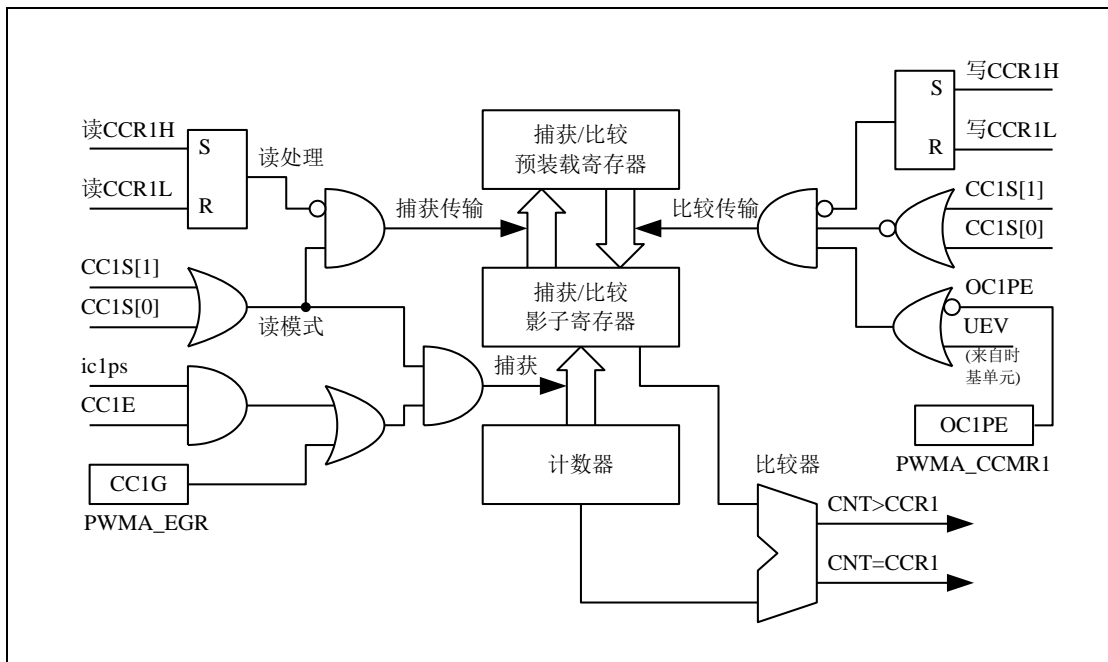 读CCR1H
读CCR1L
S
R
读处理
捕获传输
捕获/比较
预装载寄存器
比较传输
写CCR1H
写CCR1L
S
R
CC1S[1]
CC1S[0]
CC1S[1]
CC1S[0]
读模式
捕获/比较
影子寄存器
OC1PE
UEV
(来自时
基单元)
ic1ps
CC1E
捕获
CC1G
PWMA_EGR
计数器
比较器
OC1PE
PWMA_CCMR1
CNT>CCR1
CNT=CCR1